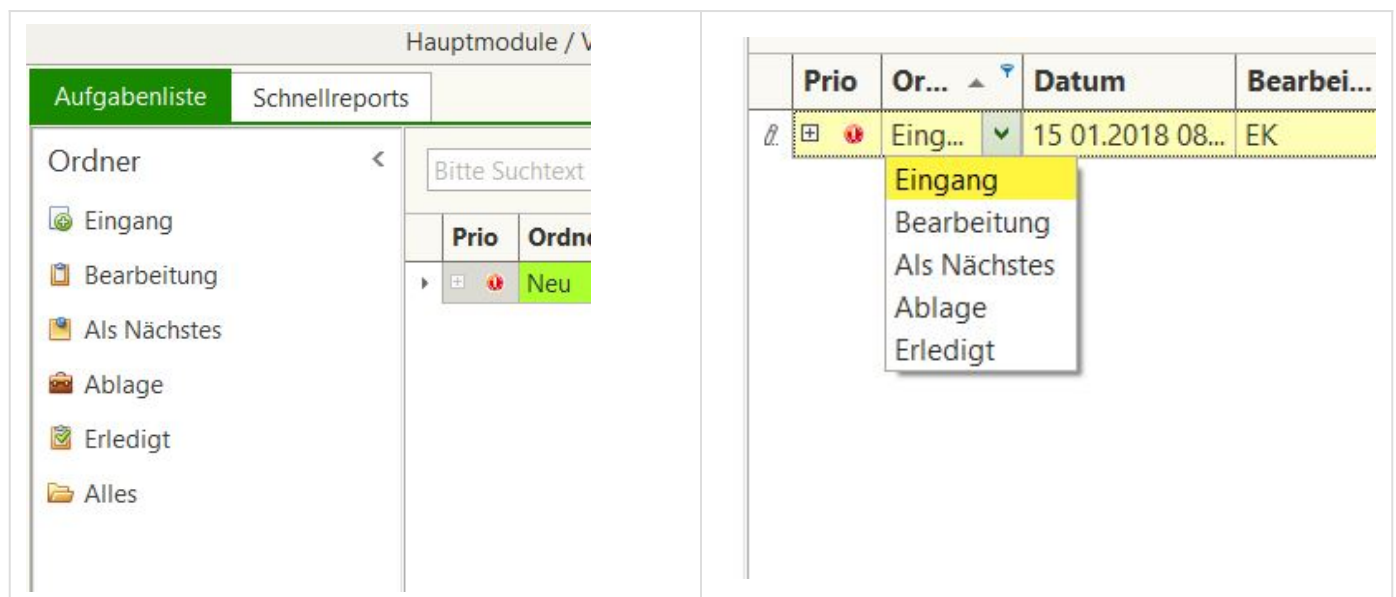 Hauptmodule / V
Aufgabenliste Schnellreports
Ordner <
Bitte Suchtext
Eingang
Prio Ordn
Bearbeitung
Neu
Als Nächstes
Ablage
Erledigt
Alles
Prio Or... Datum Bearbei...
Eing... 15 01.2018 08... EK
Eingang
Bearbeitung
Als Nächstes
Ablage
Erledigt